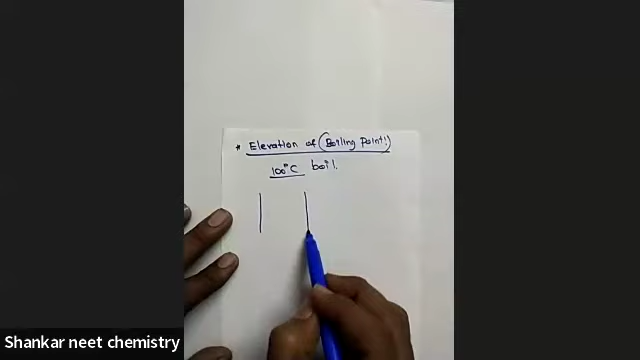 * Elevation of Boiling Point:
100°C boil.
Shankar neet chemistry